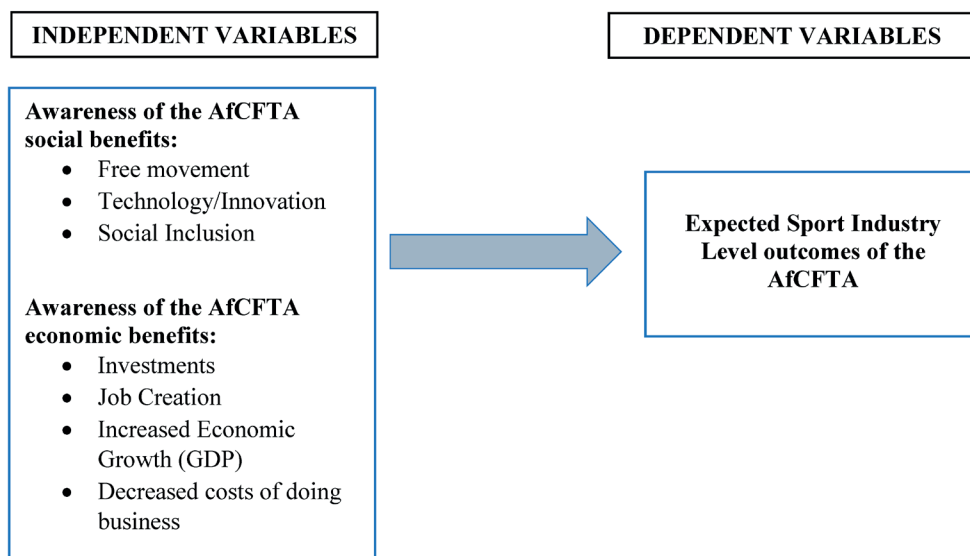 INDEPENDENT VARIABLES
Awareness of the AfCFTA
social benefits:
• Free movement
• Technology/Innovation
• Social Inclusion
Awareness of the AfCFTA
economic benefits:
• Investments
• Job Creation
• Increased Economic
Growth (GDP)
• Decreased costs of doing
business
DEPENDENT VARIABLES
Expected Sport Industry
Level outcomes of the
AfCFTA